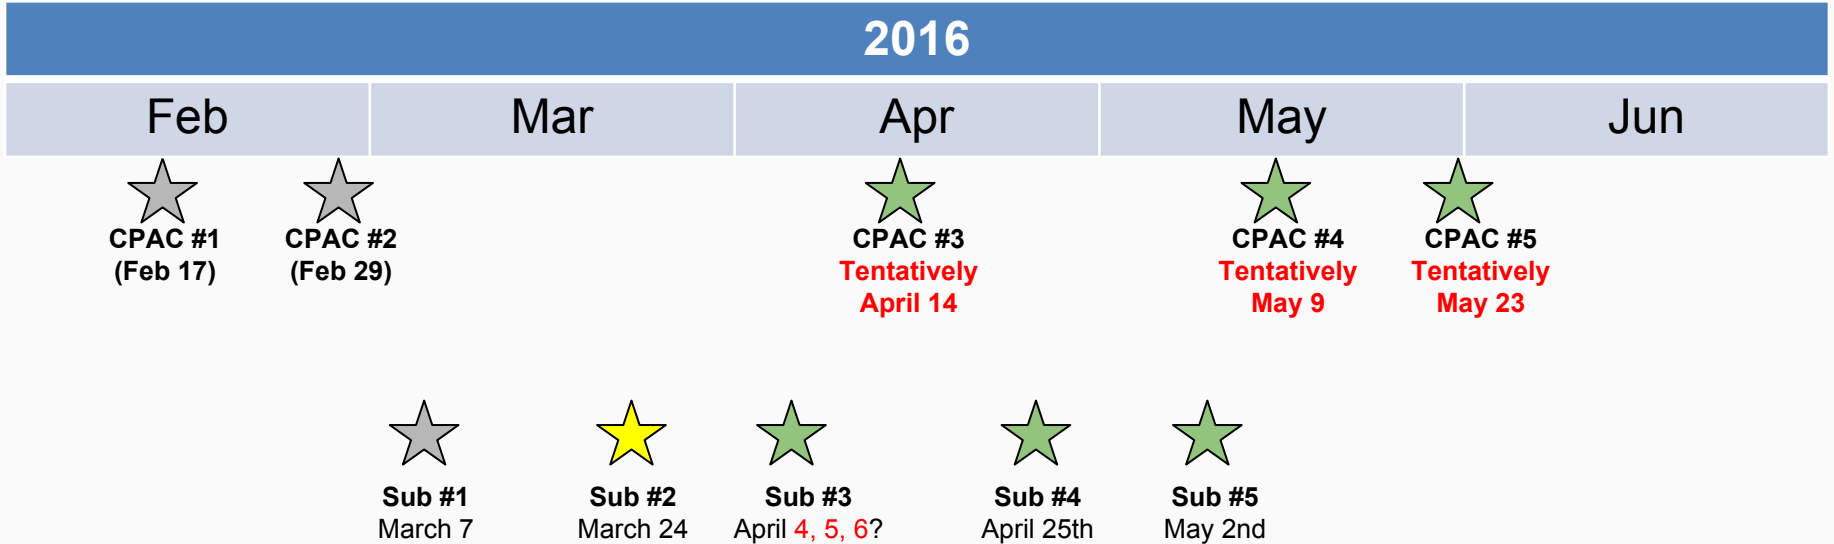 2016
Feb Mar Apr May Jun
CPAC #1 CPAC #2 CPAC #3 CPAC #4 CPAC #5
(Feb 17) (Feb 29) Tentatively Tentatively Tentatively
April 14 May 9 May 23
Sub #1 Sub #2 Sub #3 Sub #4 Sub #5
March 7 March 24 April 4, 5, 6? April 25th May 2nd